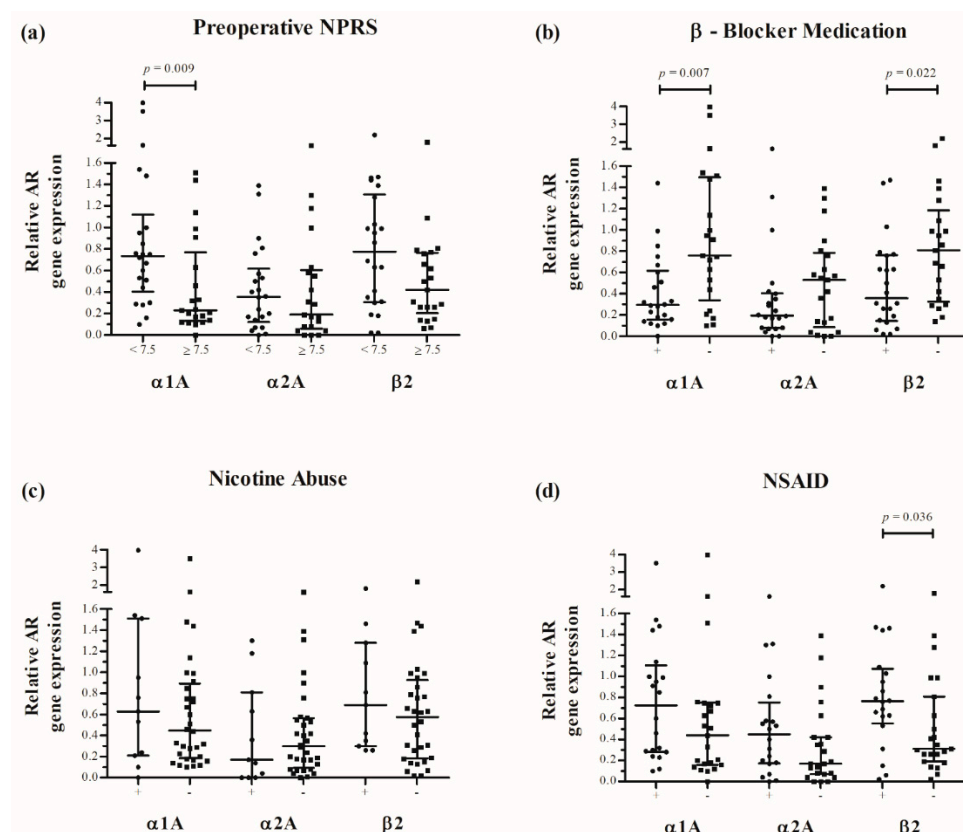 (a)
Preoperative NPRS
p = 0.009
4
3
2
1.6
1.4
1.2
1.0
0.8
0.6
0.4
0.2
0.0
Relative AR
gene expression
< 7.5 ≥ 7.5 < 7.5 ≥ 7.5 < 7.5 ≥ 7.5
α1A α2A β2
(b)
β - Blocker Medication
p = 0.007
p = 0.022
4
3
2
1.6
1.4
1.2
1.0
0.8
0.6
0.4
0.2
0.0
Relative AR
gene expression
+ - + - + -
α1A α2A β2
(c)
Nicotine Abuse
4
3
2
1.6
1.4
1.2
1.0
0.8
0.6
0.4
0.2
0.0
Relative AR
gene expression
+ - + - + -
α1A α2A β2
(d)
NSAID
p = 0.036
4
3
2
1.6
1.4
1.2
1.0
0.8
0.6
0.4
0.2
0.0
Relative AR
gene expression
+ - + - + -
α1A α2A β2